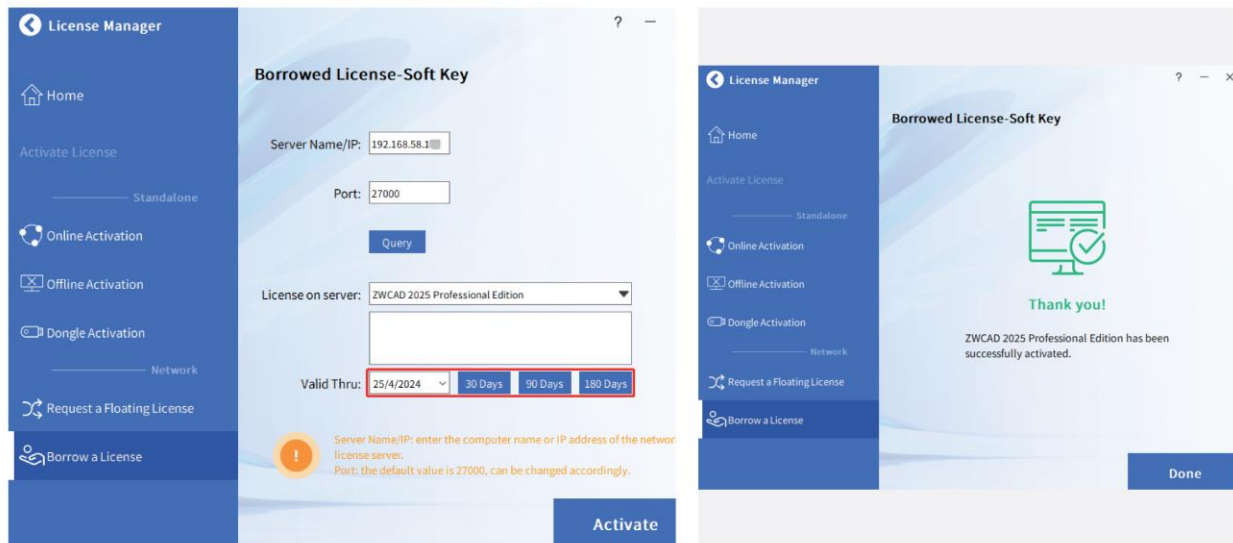 License Manager
?
Home
Activate License
Standalone
Online Activation
Offline Activation
Dongle Activation
Network
Request a Floating License
Borrow a License
Borrowed License-Soft Key
Server Name/IP: 192.168.58.1
Port: 27000
Query
License on server: ZWCAD 2025 Professional Edition
Valid Thru: 25/4/2024 30 Days 90 Days 180 Days
!
Server Name/IP: enter the computer name or IP address of the networ
license server.
Port: the default value is 27000, can be changed accordingly.
Activate
License Manager
?
Home
Activate License
Standalone
Online Activation
Offline Activation
Dongle Activation
Network
Request a Floating License
Borrow a License
Borrowed License-Soft Key
Thank you!
ZWCAD 2025 Professional Edition has been
successfully activated.
Done